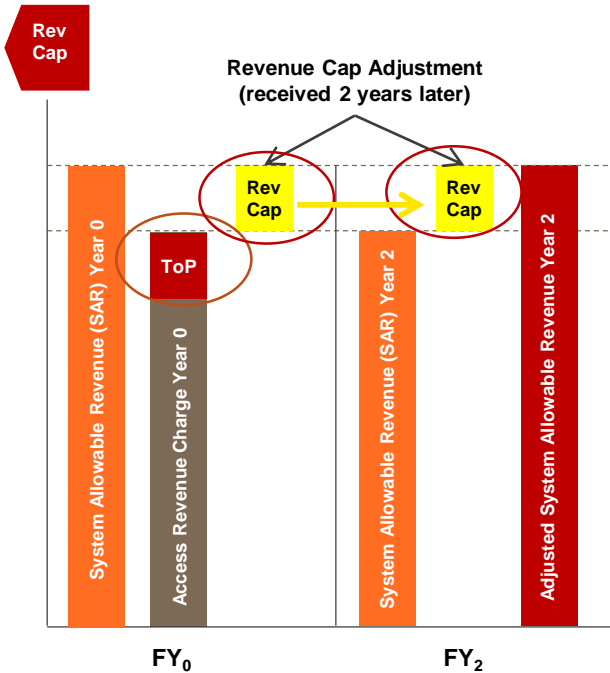 Rev
Cap
Revenue Cap Adjustment
(received 2 years later)
System Allowable Revenue (SAR) Year 0
ToP
Access Revenue Charge Year 0
Rev
Cap
System Allowable Revenue (SAR) Year 2
Rev
Cap
Adjusted System Allowable Revenue Year 2
FY0
FY2